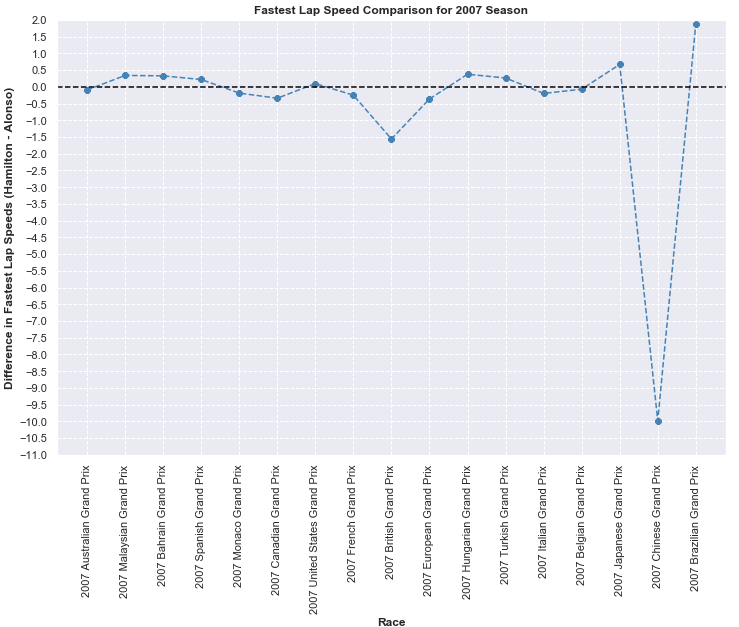 Fastest Lap Speed Comparison for 2007 Season
Difference in Fastest Lap Speeds (Hamilton - Alonso)
2.0
1.5
1.0
0.5
0.0
−0.5
−1.0
−1.5
−2.0
−2.5
−3.0
−3.5
−4.0
−4.5
−5.0
−5.5
−6.0
−6.5
−7.0
−7.5
−8.0
−8.5
−9.0
−9.5
−10.0
−10.5
−11.0
2007 Australian Grand Prix
2007 Malaysian Grand Prix
2007 Bahrain Grand Prix
2007 Spanish Grand Prix
2007 Monaco Grand Prix
2007 Canadian Grand Prix
2007 United States Grand Prix
2007 French Grand Prix
2007 British Grand Prix
2007 European Grand Prix
2007 Hungarian Grand Prix
2007 Turkish Grand Prix
2007 Italian Grand Prix
2007 Belgian Grand Prix
2007 Japanese Grand Prix
2007 Chinese Grand Prix
2007 Brazilian Grand Prix
Race